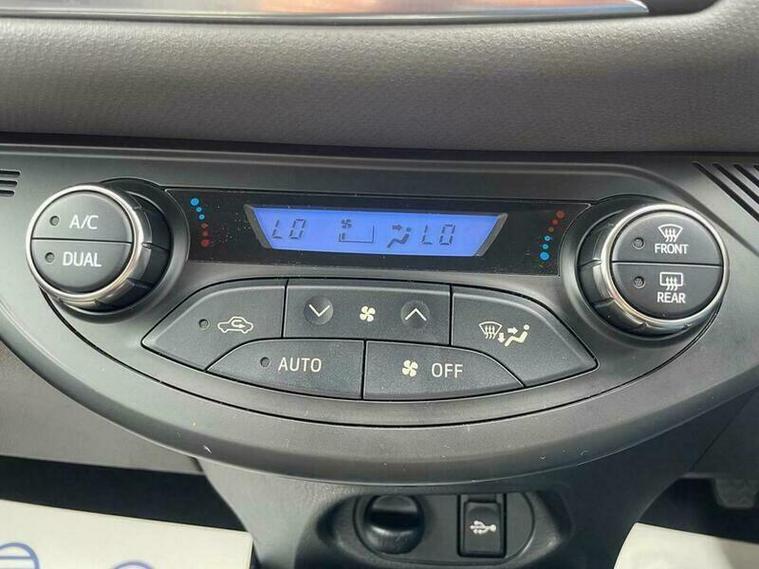 A/C
DUAL
LO LO
FRONT
REAR
AUTO
OFF